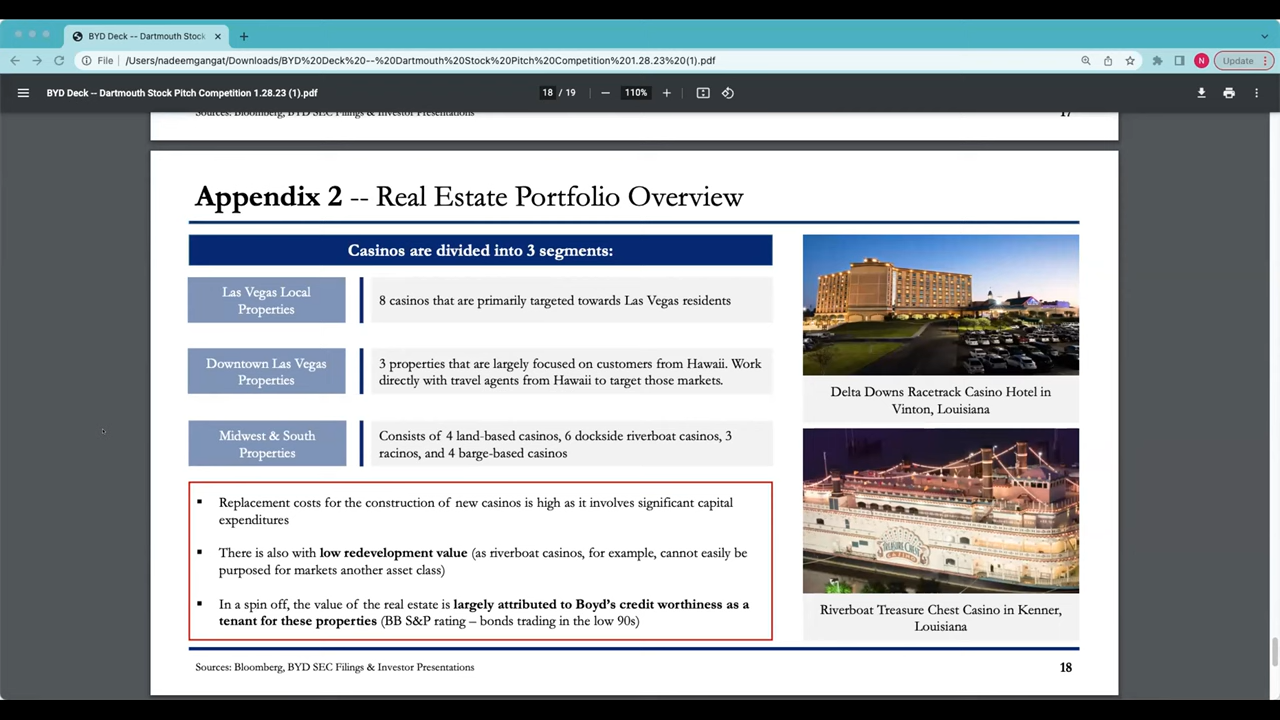 BYD Deck -- Dartmouth Stock
File
/Users/nadeemgangat/Downloads/BYD%20Deck%20--%20Dartmouth%20Stock%20Pitch%20Competition%201.28.23%20(1).pdf
N
Update
BYD Deck -- Dartmouth Stock Pitch Competition 1.28.23 (1).pdf
18 / 19
110%
Sources: Bloomberg, BYD SEC Filings & Investor Presentations
17
Appendix 2 -- Real Estate Portfolio Overview
Casinos are divided into 3 segments:
Las Vegas Local
Properties
8 casinos that are primarily targeted towards Las Vegas residents
Downtown Las Vegas
Properties
3 properties that are largely focused on customers from Hawaii. Work
directly with travel agents from Hawaii to target those markets.
Midwest & South
Properties
Consists of 4 land-based casinos, 6 dockside riverboat casinos, 3
racinos, and 4 barge-based casinos
▪ Replacement costs for the construction of new casinos is high as it involves significant capital
expenditures
▪ There is also with low redevelopment value (as riverboat casinos, for example, cannot easily be
purposed for markets another asset class)
▪ In a spin off, the value of the real estate is largely attributed to Boyd's credit worthiness as a
tenant for these properties (BB S&P rating – bonds trading in the low 90s)
Delta Downs Racetrack Casino Hotel in
Vinton, Louisiana
TREASURE CHEST
CASINO
Riverboat Treasure Chest Casino in Kenner,
Louisiana
Sources: Bloomberg, BYD SEC Filings & Investor Presentations
18